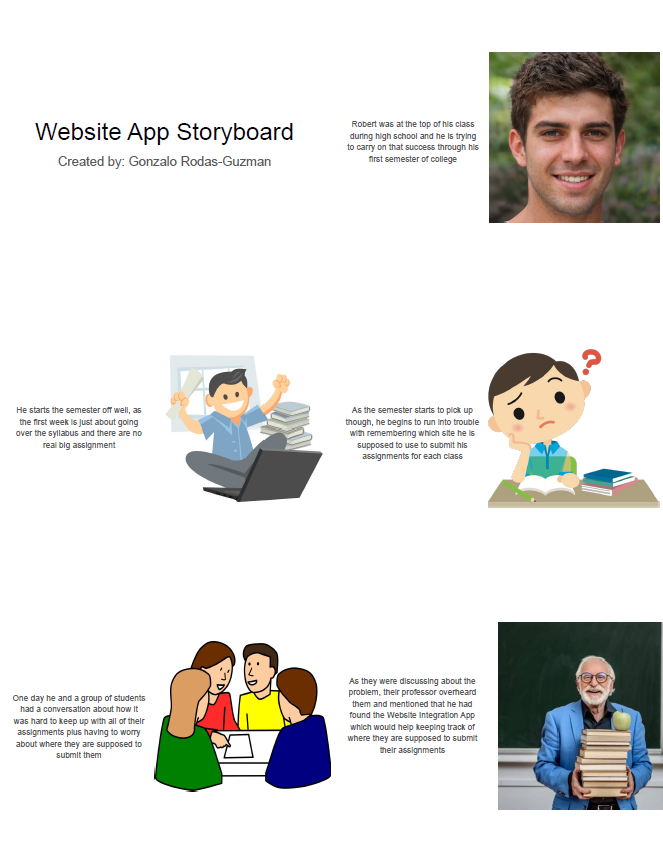 Website App Storyboard
Created by: Gonzalo Rodas-Guzman
Robert was at the top of his class
during high school and he is trying
to carry on that success through his
first semester of college
He starts the semester off well, as
the first week is just about going
over the syllabus and there are no
real big assignment
As the semester starts to pick up
though, he begins to run into trouble
with remembering which site he is
supposed to use to submit his
assignments for each class
?
One day he and a group of students
had a conversation about how it
was hard to keep up with all of their
assignments plus having to worry
about where they are supposed to
submit them
As they were discussing about the
problem, their professor overheard
them and mentioned that he had
found the Website Integration App
which would help keeping track of
where they are supposed to submit
their assignments